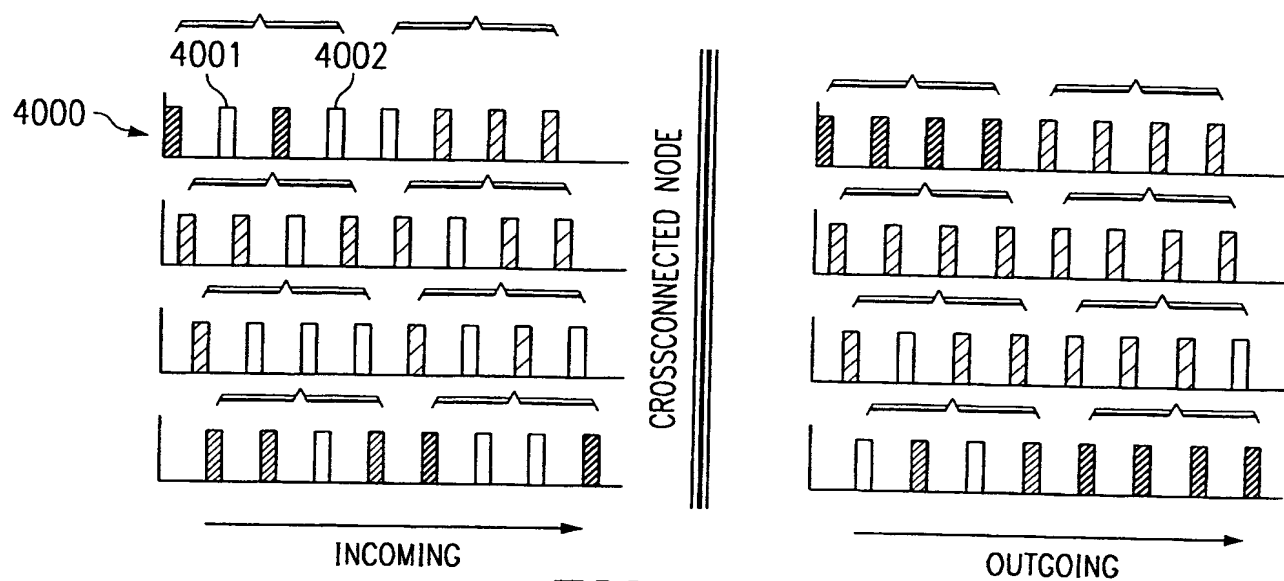 4001
4002
4000
CROSSCONNECTED NODE
INCOMING
OUTGOING